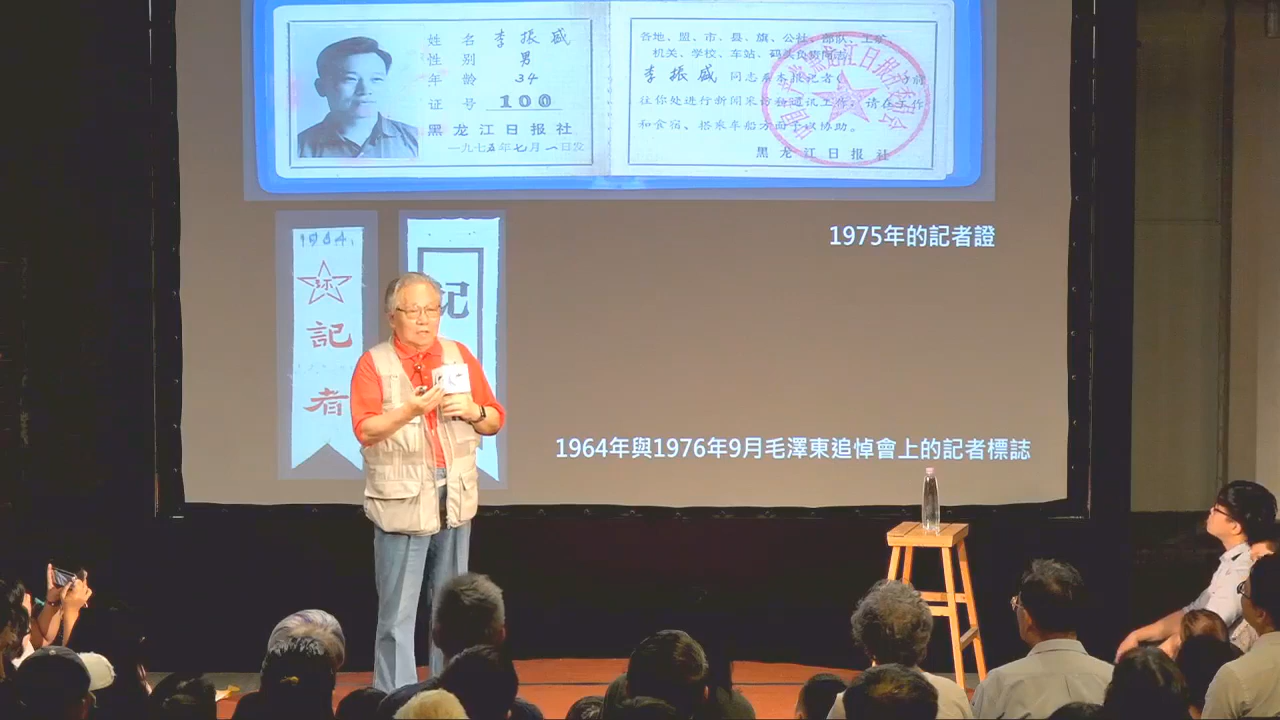 姓 名 李振盛
性 别 男
年 龄 34
证 号 100
黑龙江日报社
一九七五年七月一日发
各地、盟、市、县、旗、公社、部队、工矿
机关、学校、车站、码头负责同志:
李振盛 同志系本报记者( )前
往你处进行新闻采访和通讯工作,请在工作
和食宿、搭乘车船方面予以协助。
黑龙江日报社
1975年的記者證
1964.
記
者
记
1964年與1976年9月毛澤東追悼會上的記者標誌